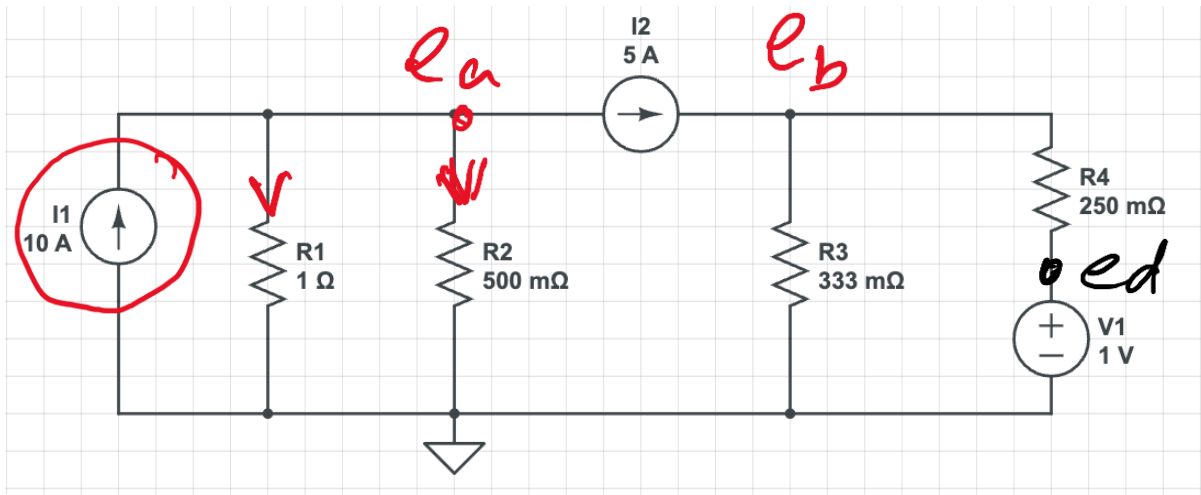 I2
5 A
ea
eb
I1
10 A
R1
1 Ω
R2
500 mΩ
R3
333 mΩ
R4
250 mΩ
ed
V1
1 V